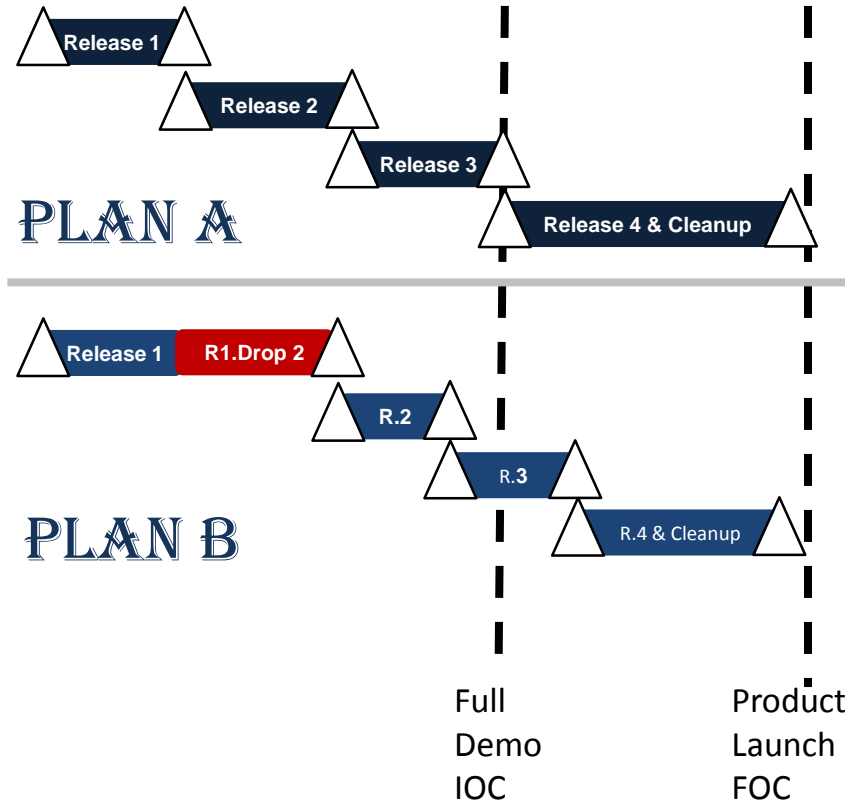 Release 1
Release 2
Release 3
Release 4 & Cleanup
PLAN A
Release 1
R1.Drop 2
R.2
R.3
R.4 & Cleanup
PLAN B
Full
Demo
IOC
Product
Launch
FOC